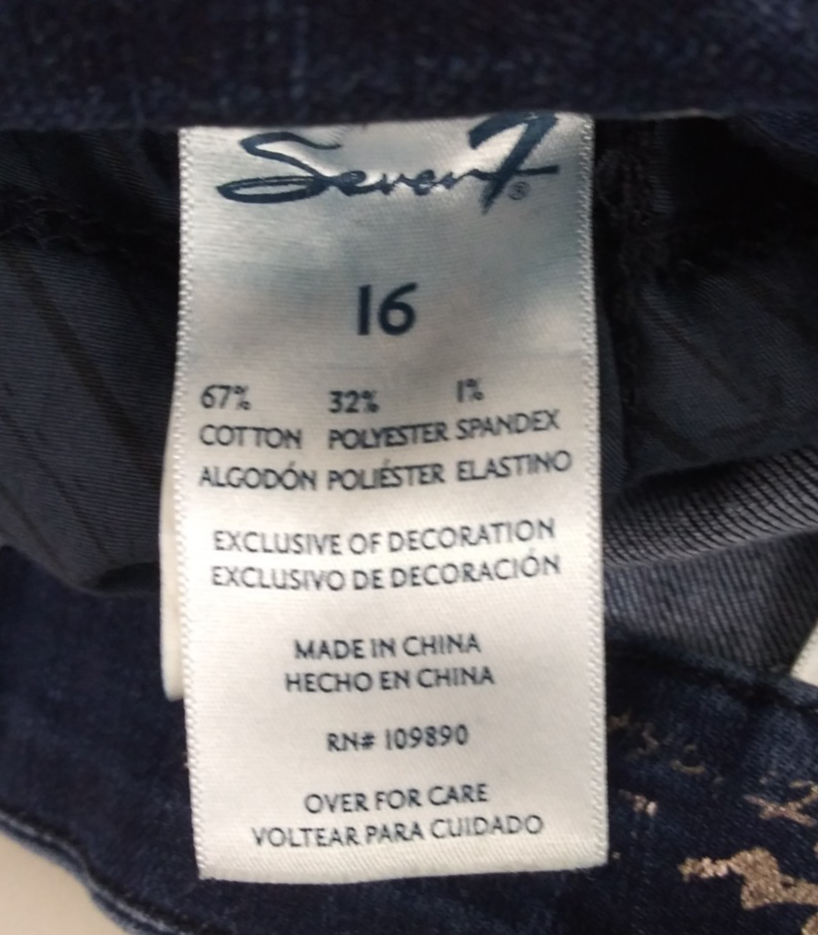 Seven7®
16
67% 32% 1%
COTTON POLYESTER SPANDEX
ALGODÓN POLIÉSTER ELASTINO
EXCLUSIVE OF DECORATION
EXCLUSIVO DE DECORACIÓN
MADE IN CHINA
HECHO EN CHINA
RN# 109890
OVER FOR CARE
VOLTEAR PARA CUIDADO